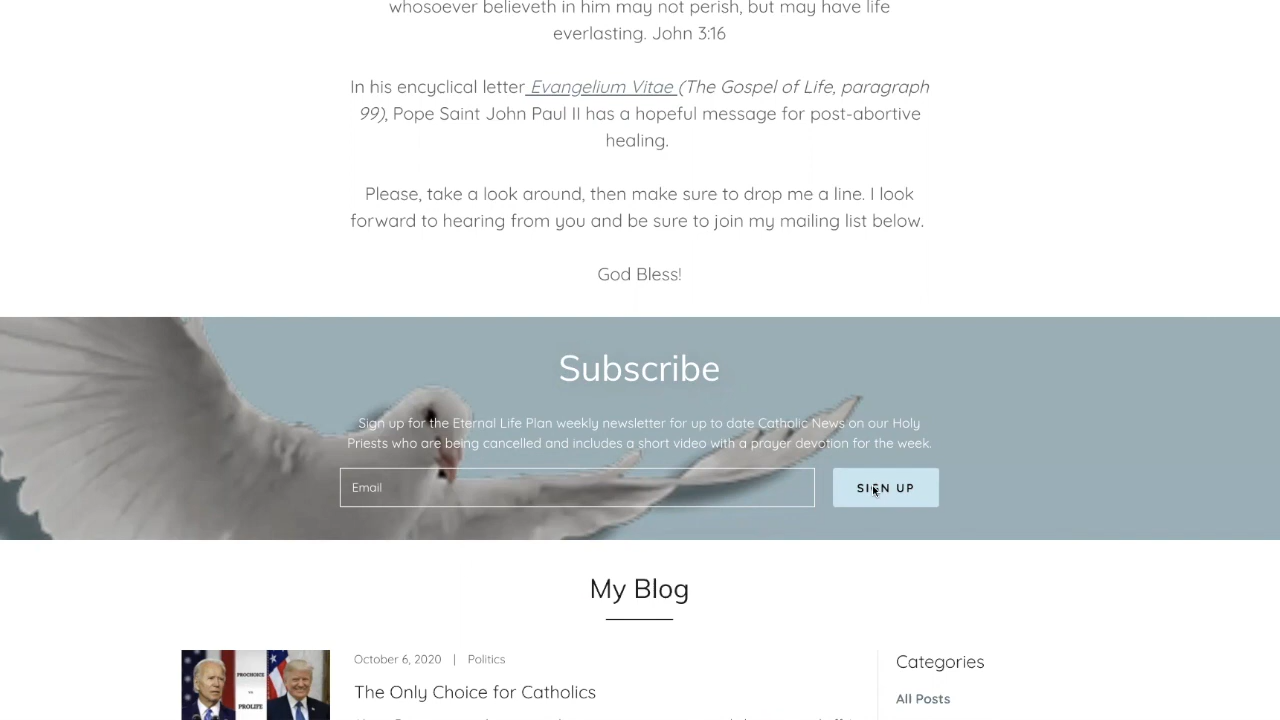 whosoever believeth in him may not perish, but may have life
everlasting. John 3:16
In his encyclical letter Evangelium Vitae (The Gospel of Life, paragraph
99), Pope Saint John Paul II has a hopeful message for post-abortive
healing.
Please, take a look around, then make sure to drop me a line. I look
forward to hearing from you and be sure to join my mailing list below.
God Bless!
Subscribe
Sign up for the Eternal Life Plan weekly newsletter for up to date Catholic News on our Holy
Priests who are being cancelled and includes a short video with a prayer devotion for the week.
Email
SIGN UP
My Blog
October 6, 2020 | Politics
The Only Choice for Catholics
PROCHOICE
PROLIFE
Categories
All Posts